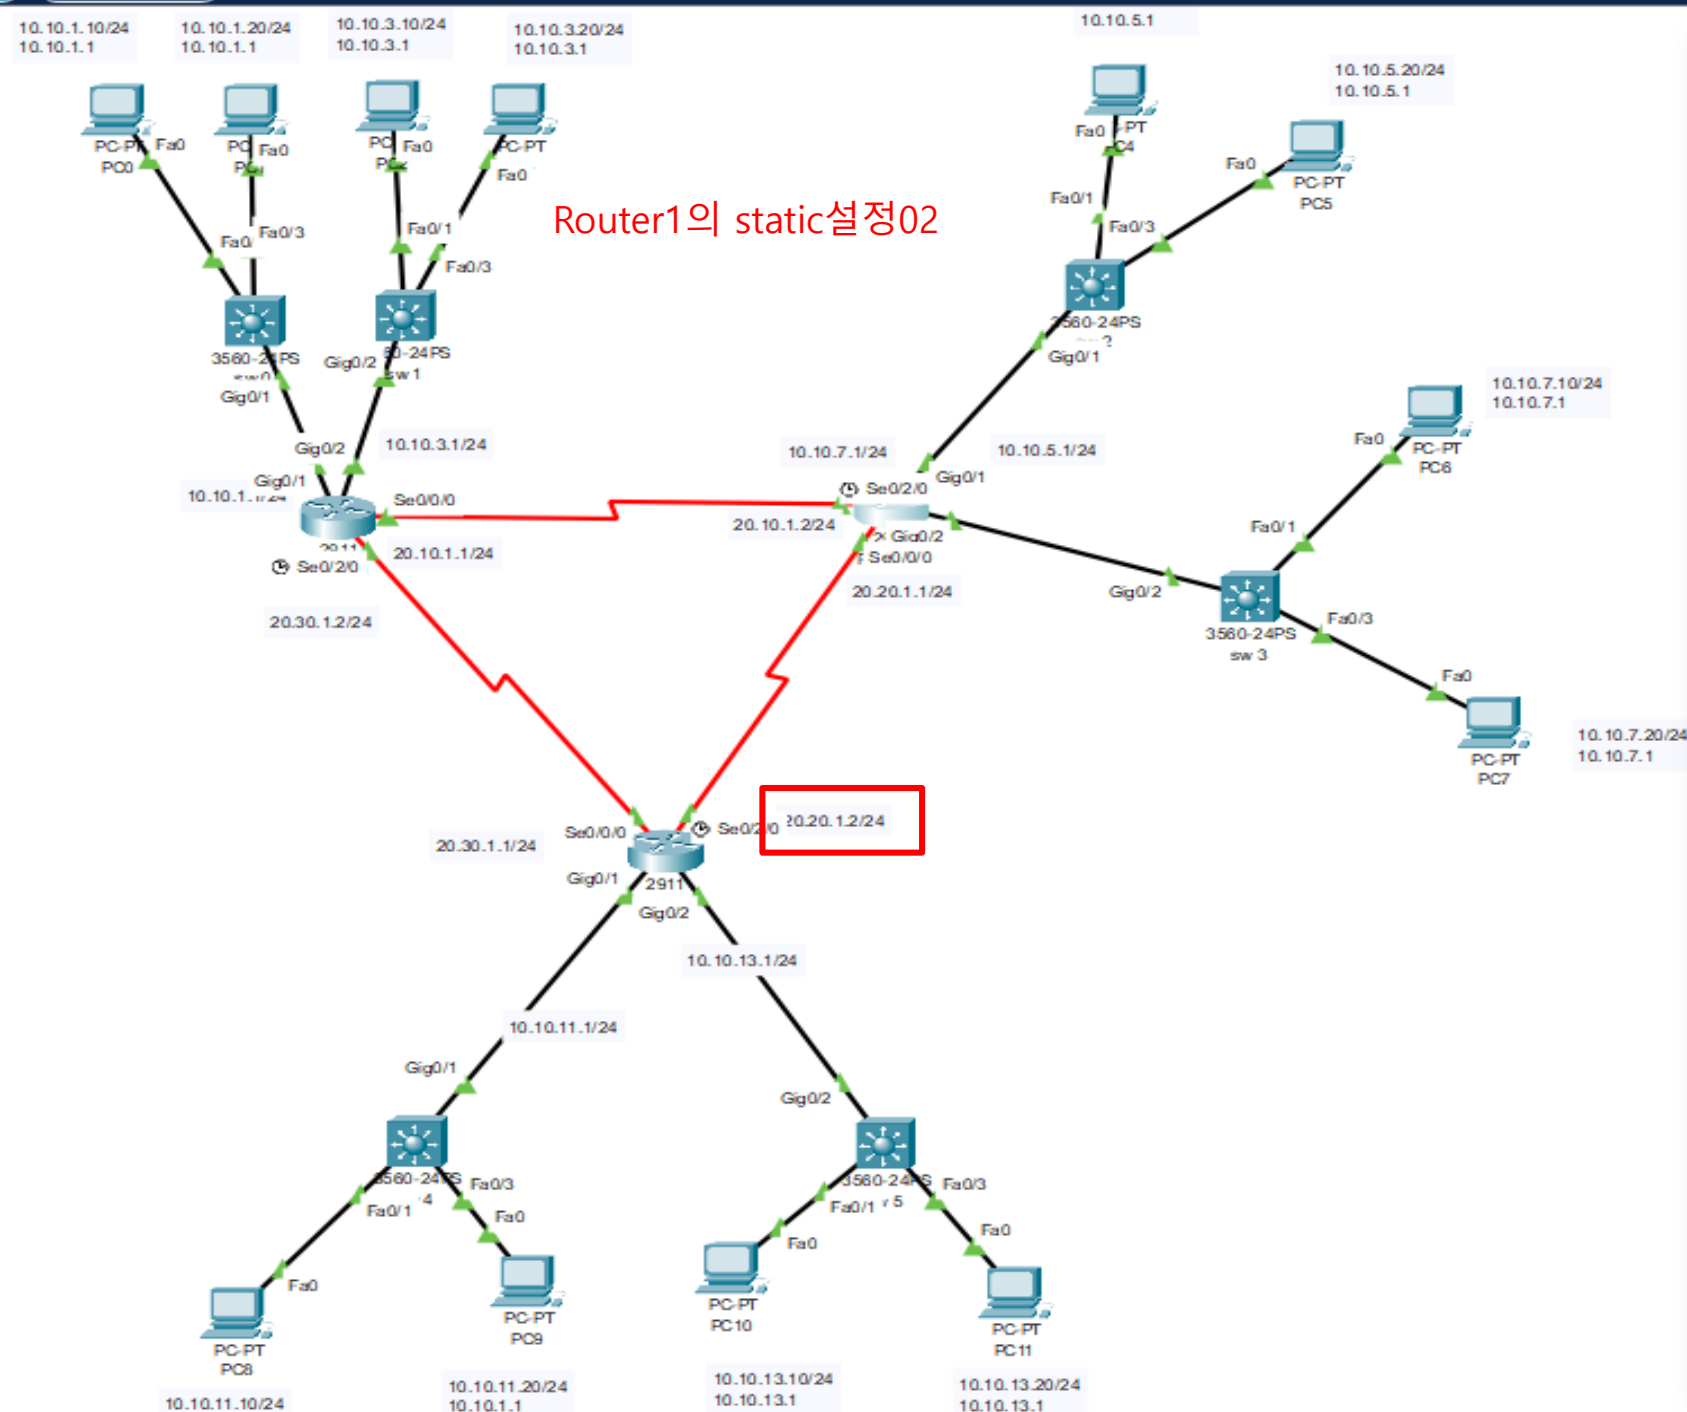 10.10.1.10/24
10.10.1.1
10.10.1.20/24
10.10.1.1
10.10.3.10/24
10.10.3.1
10.10.3.20/24
10.10.3.1
10.10.5.1
10.10.5.20/24
10.10.5.1
Fa0
PC0
Fa0
Fa0
PC-PT
Fa0
Fa0
Fa0
PC-PT
PC5
Router1의 static설정02
Fa0/3
Fa0/1
Fa0/3
Fa0/1
Fa0/3
3560-24PS
Gig0/1
Gig0/2
sw1
3560-24PS
Gig0/1
10.10.7.10/24
10.10.7.1
Fa0
PC-PT
PC6
Gig0/2
10.10.3.1/24
Gig0/1
10.10.7.1/24
10.10.5.1/24
Gig0/1
Se0/0/0
Se0/2/0
20.10.1.1/24
20.10.1.2/24
Gig0/2
Se0/0/0
Se0/2/0
20.20.1.1/24
20.30.1.2/24
Fa0/1
Gig0/2
3560-24PS
sw3
Fa0/3
Fa0
PC-PT
PC7
10.10.7.20/24
10.10.7.1
20.30.1.1/24
Se0/0/0
Se0/2/0
20.20.1.2/24
Gig0/1
2911
Gig0/2
10.10.13.1/24
10.10.11.1/24
Gig0/1
Gig0/2
Fa0/3
Fa0/1
Fa0
Fa0
3560-24PS
Fa0/3
Fa0/1
Fa0
Fa0
PC-PT
PC8
PC-PT
PC9
PC-PT
PC10
PC-PT
PC11
10.10.11.10/24
10.10.11.20/24
10.10.1.1
10.10.13.10/24
10.10.13.1
10.10.13.20/24
10.10.13.1